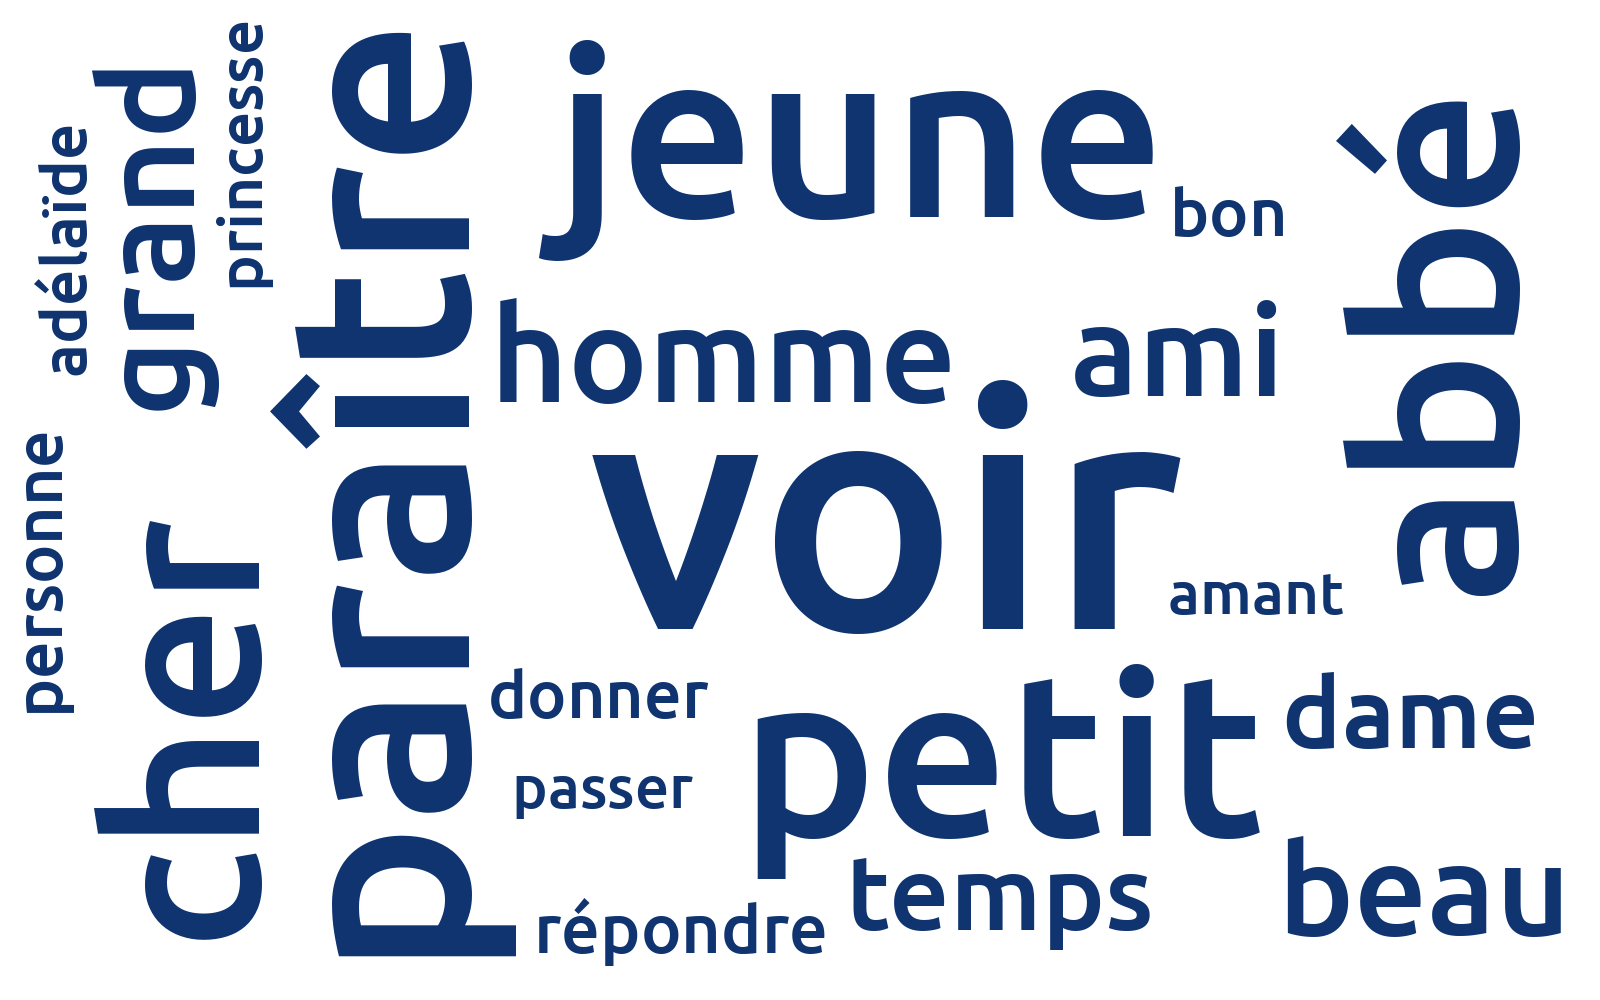 adélaïde
grand
princesse
personne
cher
paraître
jeune
bon
abbé
homme
ami
voir
amant
donner
petit
dame
passer
temps
beau
répondre